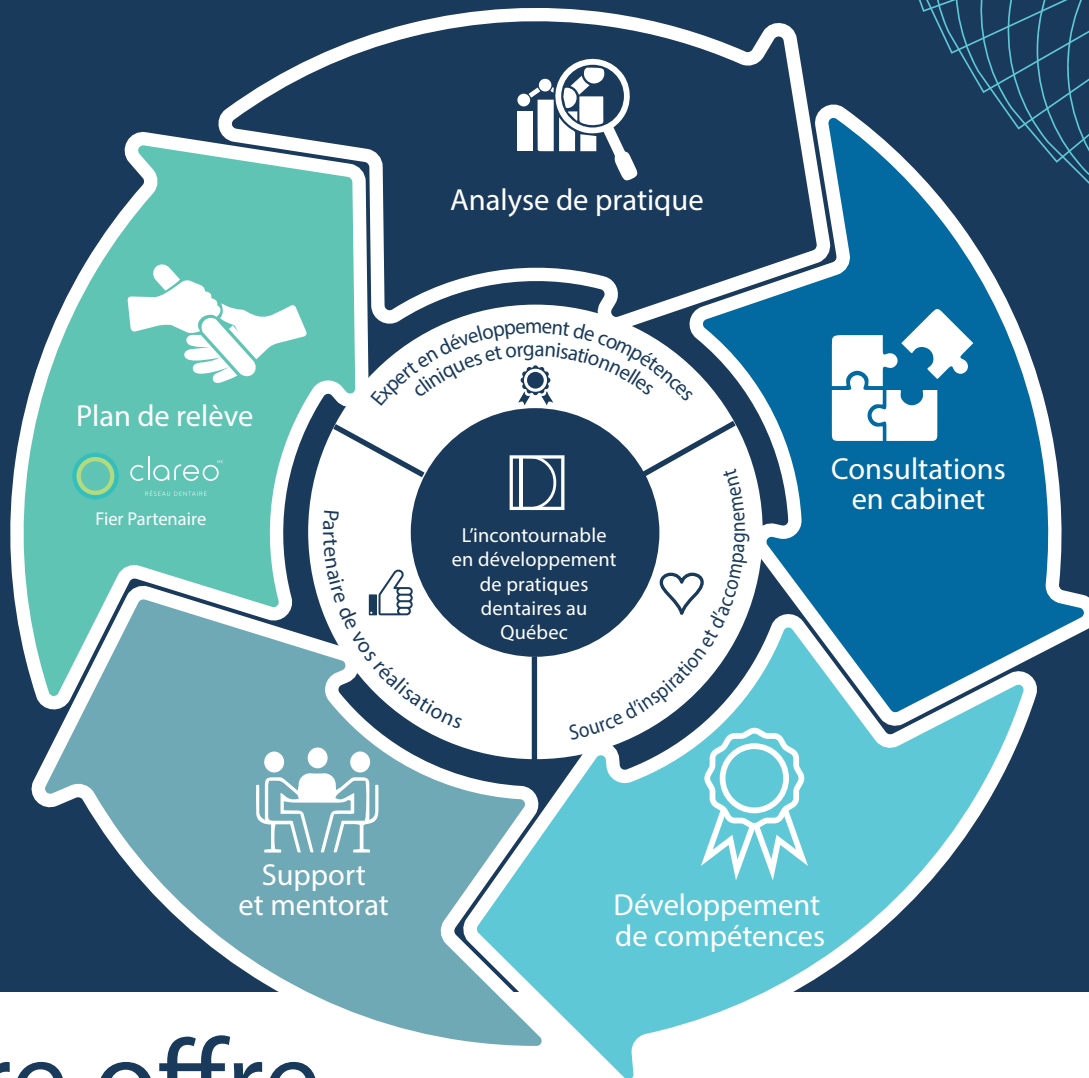 Analyse de pratique
Consultations
en cabinet
Développement
de compétences
Support
et mentorat
Plan de relève
clareo
RÉSEAU DENTAIRE
Fier Partenaire
Expert en développement de compétences
cliniques et organisationnelles
Source d'inspiration et d'accompagnement
Partenaire de vos réalisations
L'incontournable
en développement
de pratiques
dentaires au
Québec
offre